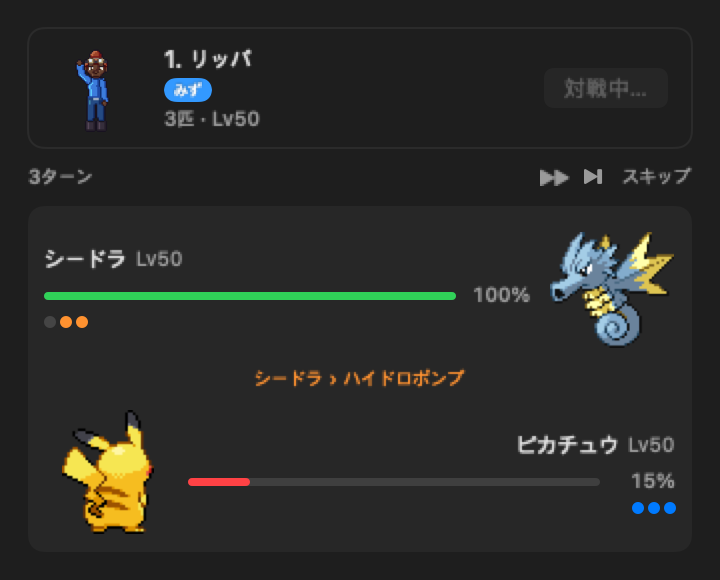 1. リッパ
みず
3匹 · Lv50
対戦中...
3ターン
スキップ
シードラ Lv50
100%
シードラ › ハイドロポンプ
ピカチュウ Lv50
15%